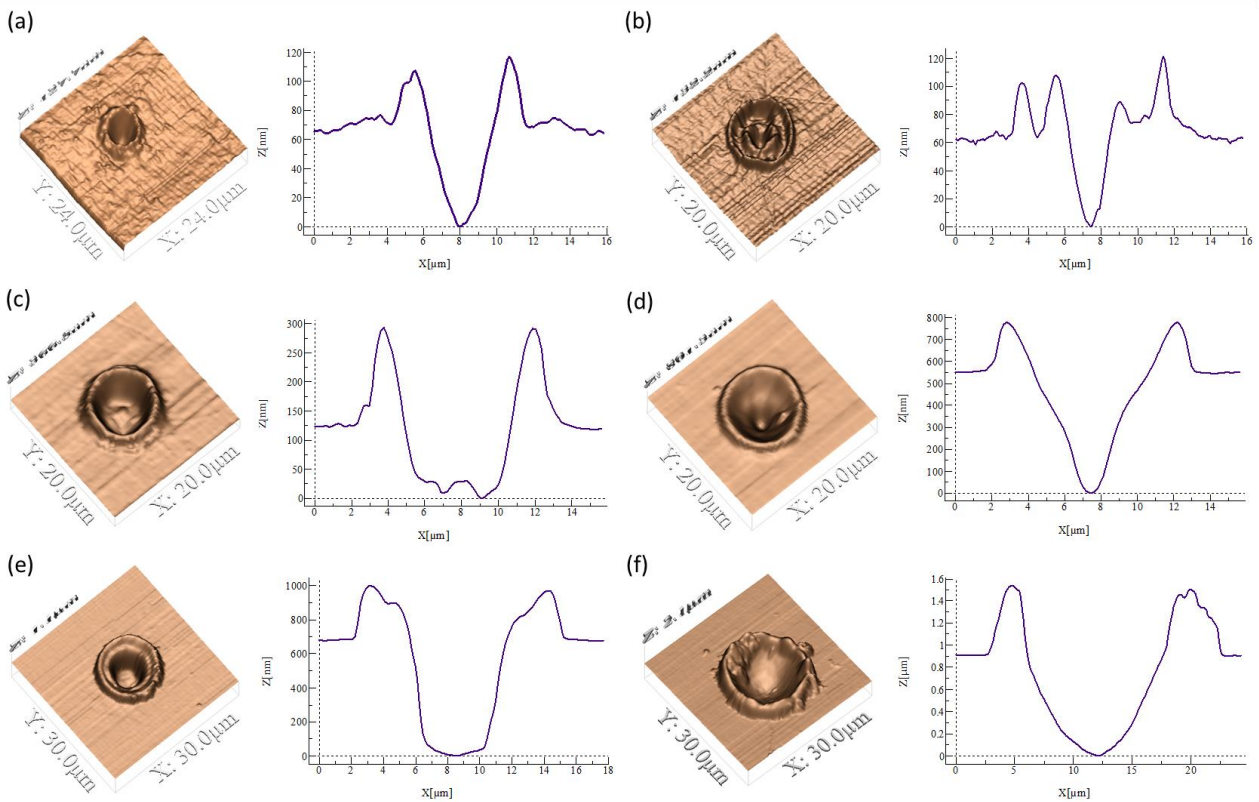 (a)
Y: 24.0µm
X: 24.0µm
Z[nm]
120
100
80
60
40
20
0
0 2 4 6 8 10 12 14 16
X[µm]
(b)
Y: 20.0µm
X: 20.0µm
Z[nm]
120
100
80
60
40
20
0
0 2 4 6 8 10 12 14 16
X[µm]
(c)
Y: 20.0µm
X: 20.0µm
Z[nm]
300
250
200
150
100
50
0
0 2 4 6 8 10 12 14
X[µm]
(d)
Y: 20.0µm
X: 20.0µm
Z[nm]
800
700
600
500
400
300
200
100
0
0 2 4 6 8 10 12 14
X[µm]
(e)
Y: 30.0µm
X: 30.0µm
Z[nm]
1000
800
600
400
200
0
0 2 4 6 8 10 12 14 16 18
X[µm]
(f)
Z: 2.1µm
Y: 30.0µm
X: 30.0µm
Z[µm]
1.6
1.4
1.2
1
0.8
0.6
0.4
0.2
0
0 5 10 15 20
X[µm]